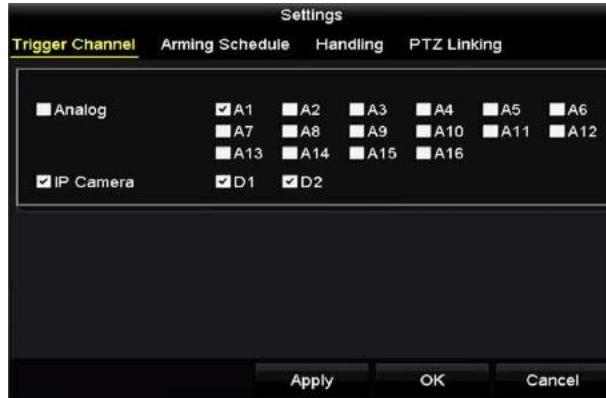 Settings
Trigger Channel Arming Schedule Handling PTZ Linking
Analog A1 A2 A3 A4 A5 A6
A7 A8 A9 A10 A11 A12
A13 A14 A15 A16
IP Camera D1 D2
Apply OK Cancel